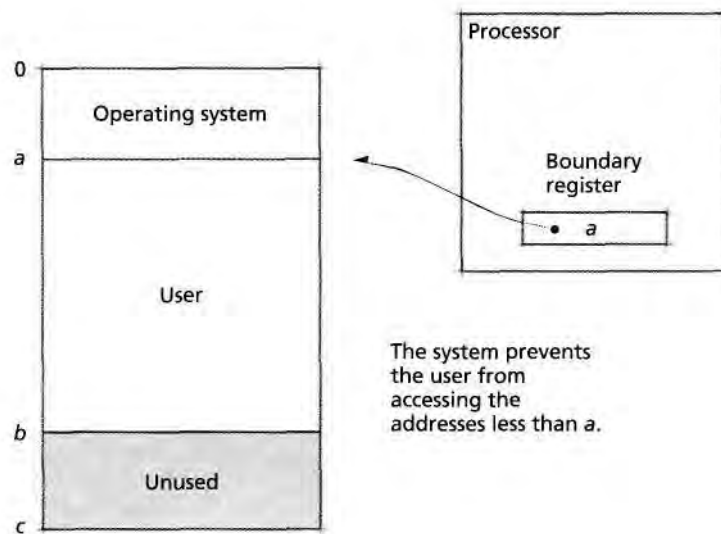 0
Operating system
a
User
b
Unused
c
Processor
Boundary
register
a
The system prevents
the user from
accessing the
addresses less than a.